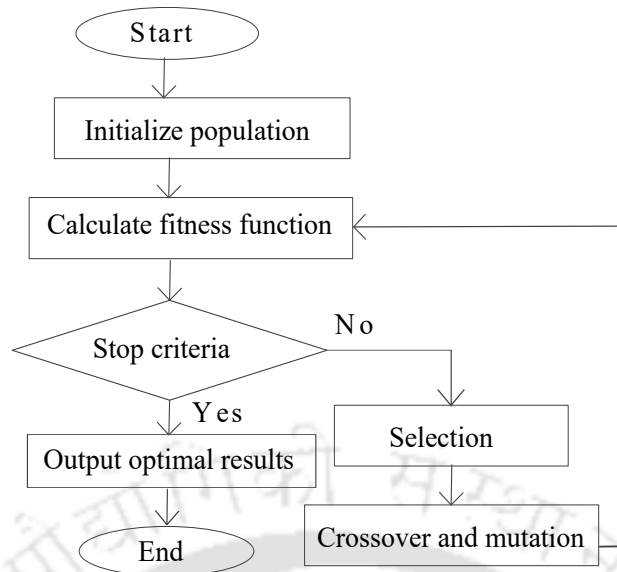 Start
Initialize population
Calculate fitness function
Stop criteria
No
Yes
Selection
Output optimal results
Crossover and mutation
End